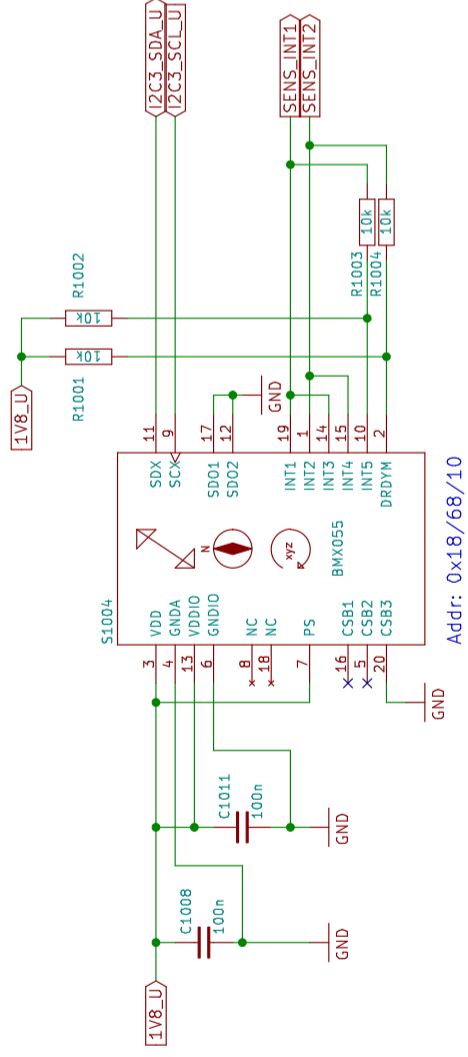 1V8_U
C1008
100n
GND
C1011
100n
GND
S1004
3
VDD
4
GNDA
13
VDDIO
6
GNDIO
8
NC
18
NC
7
PS
16
CSB1
5
CSB2
20
CSB3
GND
N
xyz
BMX055
Addr: 0x18/68/10
SDX
11
SCX
9
SDO1
17
SDO2
12
INT1
19
INT2
1
INT3
14
INT4
15
INT5
10
DRDYM
2
GND
1V8_U
R1001
10k
R1002
10k
R1003
10k
R1004
10k
I2C3_SDA_U
I2C3_SCL_U
SENS_INT1
SENS_INT2